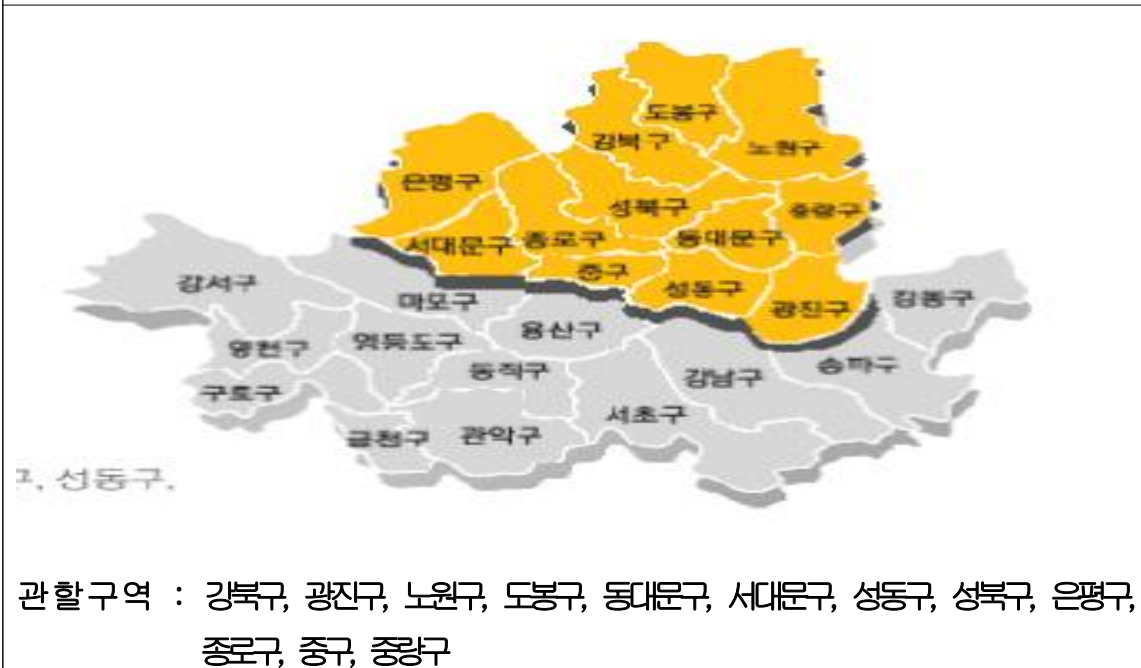 도봉구
강북구
노원구
은평구
성북구
중랑구
서대문구
종로구
동대문구
중구
성동구
광진구
강서구
마포구
강동구
용산구
양천구
영등포구
동작구
강남구
송파구
구로구
서초구
금천구
관악구
구, 성동구,
관할구역 : 강북구, 광진구, 노원구, 도봉구, 동대문구, 서대문구, 성동구, 성북구, 은평구,
종로구, 중구, 중랑구